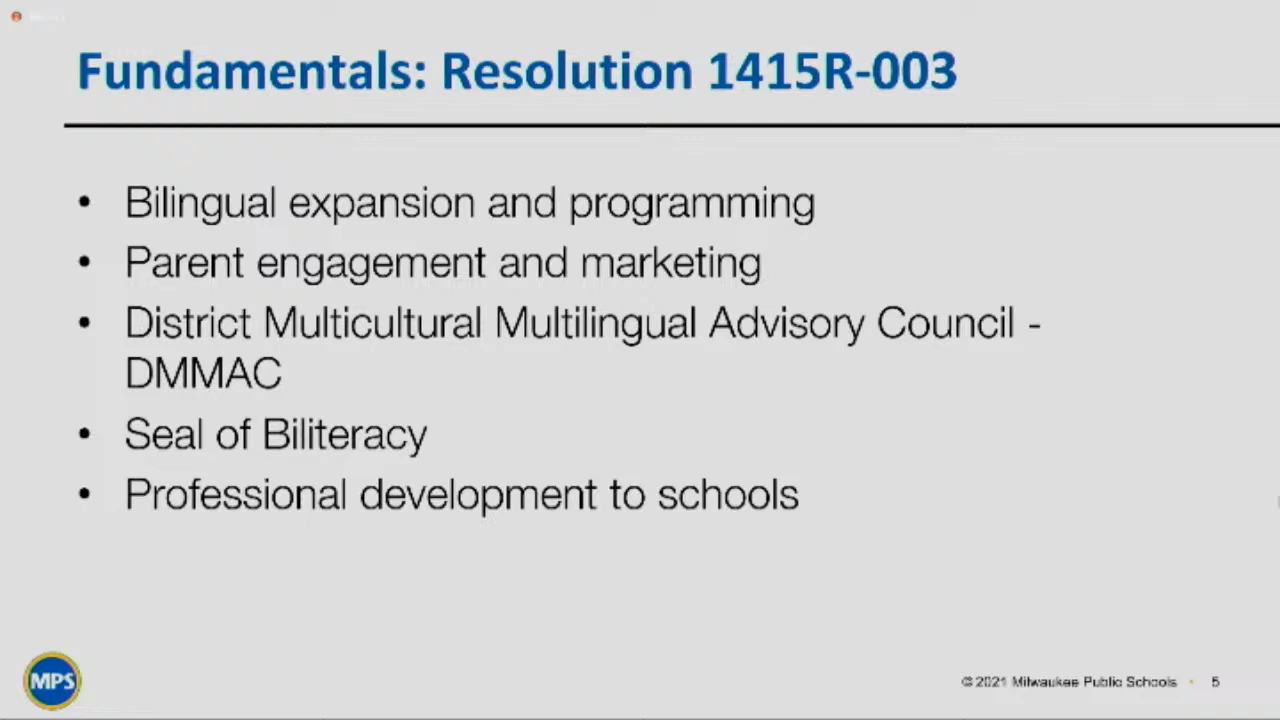 Fundamentals: Resolution 1415R-003
• Bilingual expansion and programming
• Parent engagement and marketing
• District Multicultural Multilingual Advisory Council -
DMMAC
• Seal of Biliteracy
• Professional development to schools
MPS
© 2021 Milwaukee Public Schools • 5